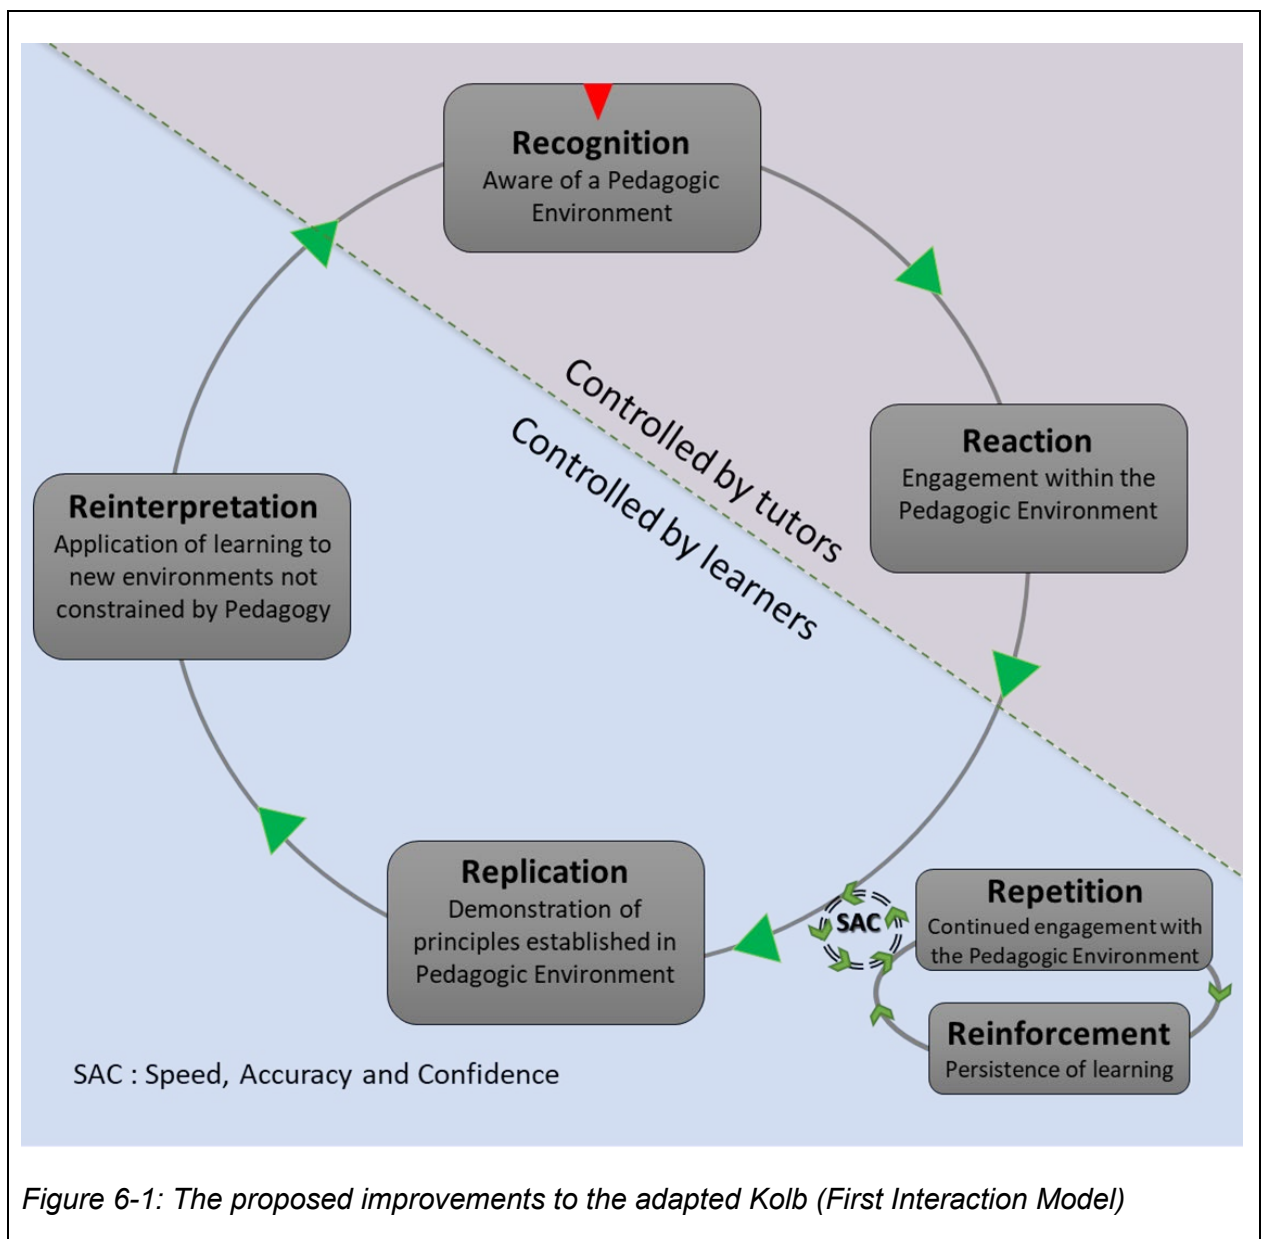 Recognition
Aware of a Pedagogic
Environment
Controlled by tutors
Controlled by learners
Reaction
Engagement within the
Pedagogic Environment
Reinterpretation
Application of learning to
new environments not
constrained by Pedagogy
Replication
Demonstration of
principles established in
Pedagogic Environment
SAC
Repetition
Continued engagement with
the Pedagogic Environment
Reinforcement
Persistence of learning
SAC : Speed, Accuracy and Confidence
Figure 6-1: The proposed improvements to the adapted Kolb (First Interaction Model)